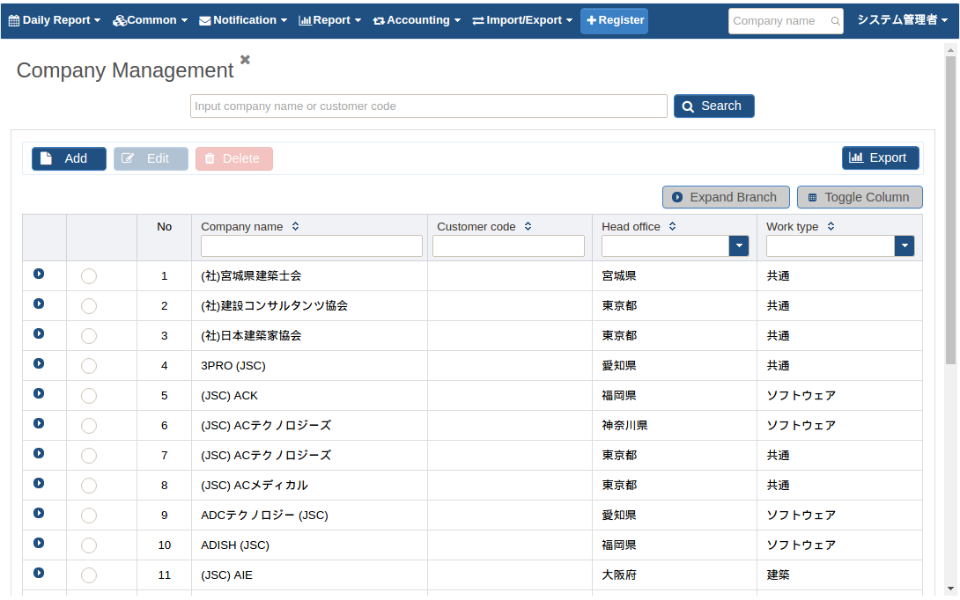 Daily Report Common Notification Report Accounting Import/Export Register Company name システム管理者
Company Management
Input company name or customer code Search
Add Edit Delete Export
Expand Branch Toggle Column
No Company name Customer code Head office Work type
1 (社)宮城県建築士会 宮城県 共通
2 (社)建設コンサルタンツ協会 東京都 共通
3 (社)日本建築家協会 東京都 共通
4 3PRO (JSC) 愛知県 共通
5 (JSC) ACK 福岡県 ソフトウェア
6 (JSC) ACテクノロジーズ 神奈川県 ソフトウェア
7 (JSC) ACテクノロジーズ 東京都 共通
8 (JSC) ACメディカル 東京都 共通
9 ADCテクノロジー (JSC) 愛知県 ソフトウェア
10 ADISH (JSC) 福岡県 ソフトウェア
11 (JSC) AIE 大阪府 建築